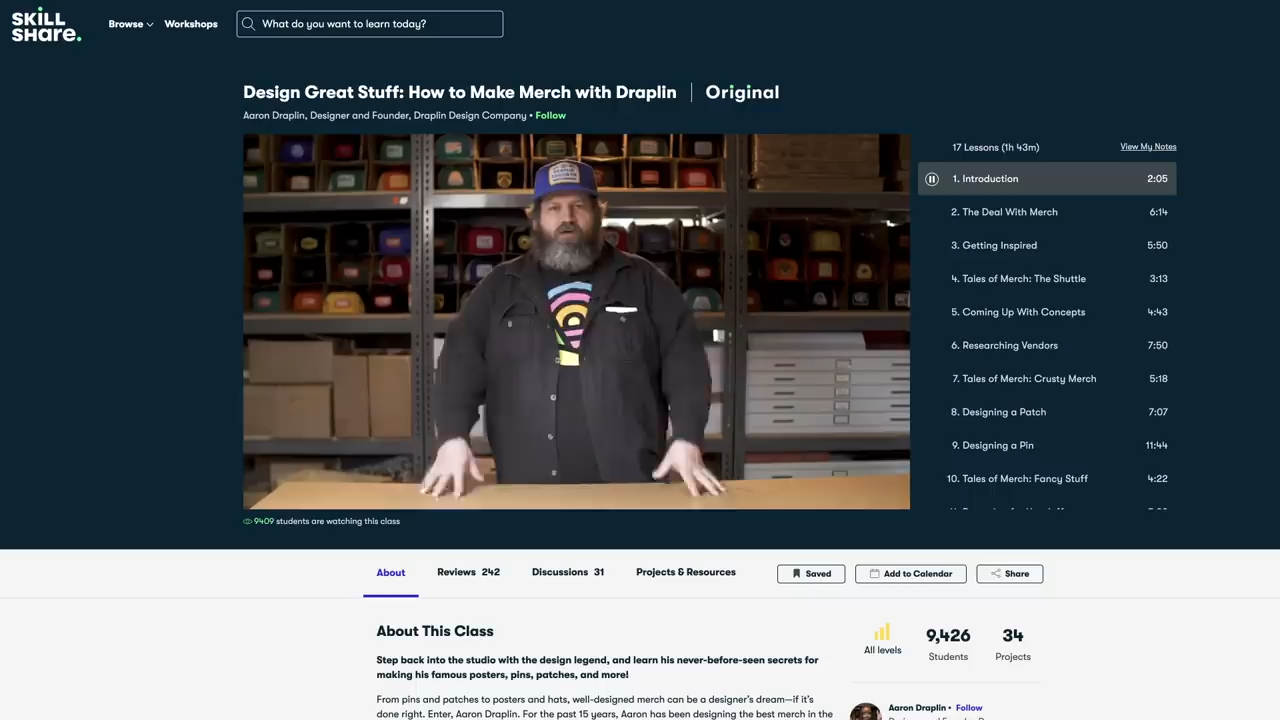 SKILL
SHARE.
Browse
Workshops
What do you want to learn today?
Design Great Stuff: How to Make Merch with Draplin
Original
Aaron Draplin, Designer and Founder, Draplin Design Company • Follow
17 Lessons (1h 43m)
View My Notes
1. Introduction 2:05
2. The Deal With Merch 6:14
3. Getting Inspired 5:50
4. Tales of Merch: The Shuttle 3:13
5. Coming Up With Concepts 4:43
6. Researching Vendors 7:50
7. Tales of Merch: Crusty Merch 5:18
8. Designing a Patch 7:07
9. Designing a Pin 11:44
10. Tales of Merch: Fancy Stuff 4:22
9409 students are watching this class
About
Reviews 242
Discussions 31
Projects & Resources
Saved
Add to Calendar
Share
About This Class
Step back into the studio with the design legend, and learn his never-before-seen secrets for
making his famous posters, pins, patches, and more!
From pins and patches to posters and hats, well-designed merch can be a designer's dream—if it's
done right. Enter, Aaron Draplin. For the past 15 years, Aaron has been designing the best merch in the
All levels
9,426
Students
34
Projects
Aaron Draplin • Follow